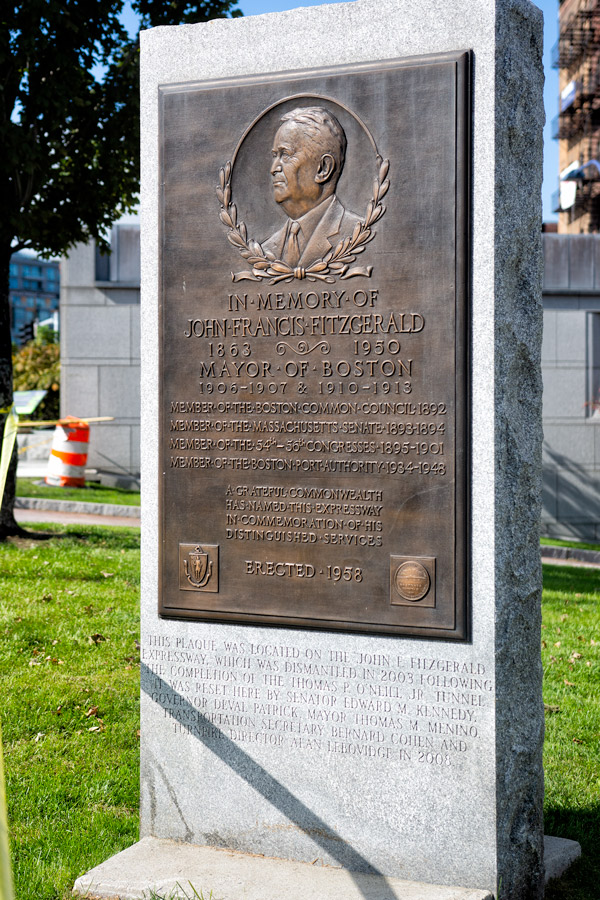 IN·MEMORY·OF
JOHN·FRANCIS·FITZGERALD
1863 1950
MAYOR·OF·BOSTON
1906-1907 & 1910-1913
MEMBER·OF·THE·BOSTON·COMMON·COUNCIL·1892
MEMBER·OF·THE·MASSACHUSETTS·SENATE·1893-1894
MEMBER·OF·THE·54th–56th CONGRESSES·1895-1901
MEMBER·OF·THE·BOSTON·PORT·AUTHORITY·1934-1948
A·GRATEFUL·COMMONWEALTH
HAS·NAMED·THIS·EXPRESSWAY
IN·COMMEMORATION·OF·HIS
DISTINGUISHED·SERVICES
ERECTED·1958
THIS PLAQUE WAS LOCATED ON THE JOHN F. FITZGERALD
EXPRESSWAY, WHICH WAS DISMANTLED IN 2003 FOLLOWING
THE COMPLETION OF THE THOMAS P. O'NEILL, JR. TUNNEL.
IT WAS RESET HERE BY SENATOR EDWARD M. KENNEDY,
GOVERNOR DEVAL PATRICK, MAYOR THOMAS M. MENINO,
TRANSPORTATION SECRETARY BERNARD COHEN AND
TURNPIKE DIRECTOR ALAN LEBOVIDGE IN 2008.